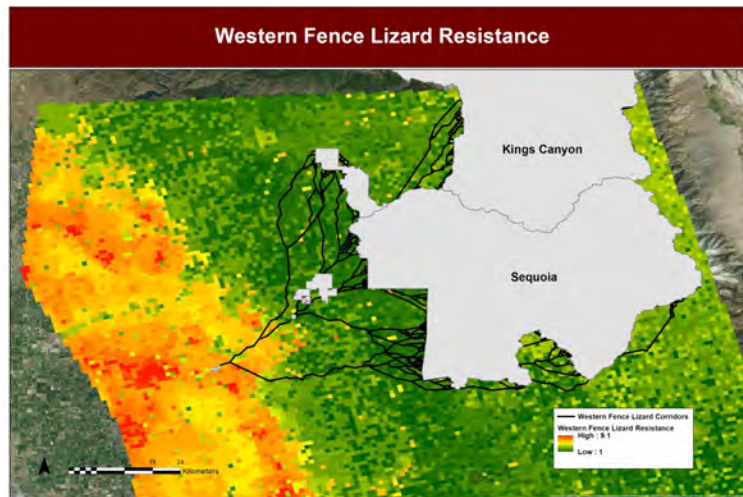 Western Fence Lizard Resistance
Kings Canyon
Sequoia
Western Fence Lizard Corridors
Western Fence Lizard Resistance
High : 9.1
Low : 1
24
Kilometers